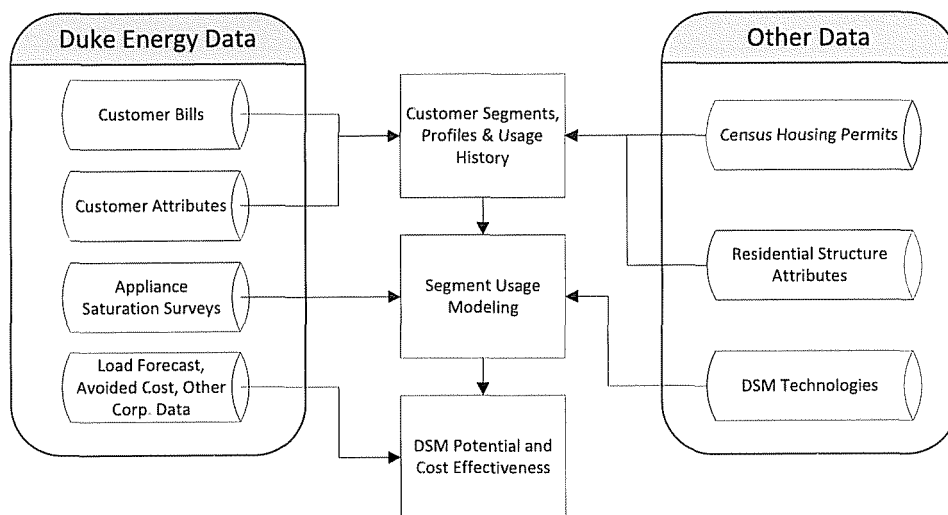 Duke Energy Data
Customer Bills
Customer Attributes
Appliance
Saturation Surveys
Load Forecast,
Avoided Cost, Other
Corp. Data
Customer Segments,
Profiles & Usage
History
Segment Usage
Modeling
DSM Potential and
Cost Effectiveness
Other Data
Census Housing Permits
Residential Structure
Attributes
DSM Technologies